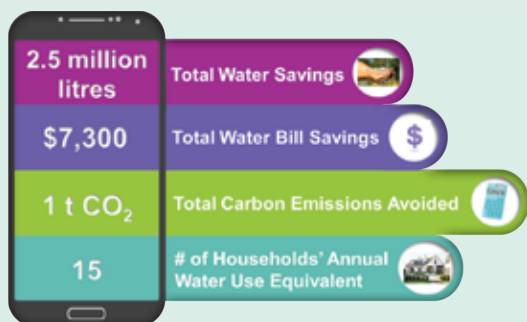 2.5 million
litres
Total Water Savings
$7,300
Total Water Bill Savings
$
1 t CO₂
Total Carbon Emissions Avoided
15
# of Households' Annual
Water Use Equivalent